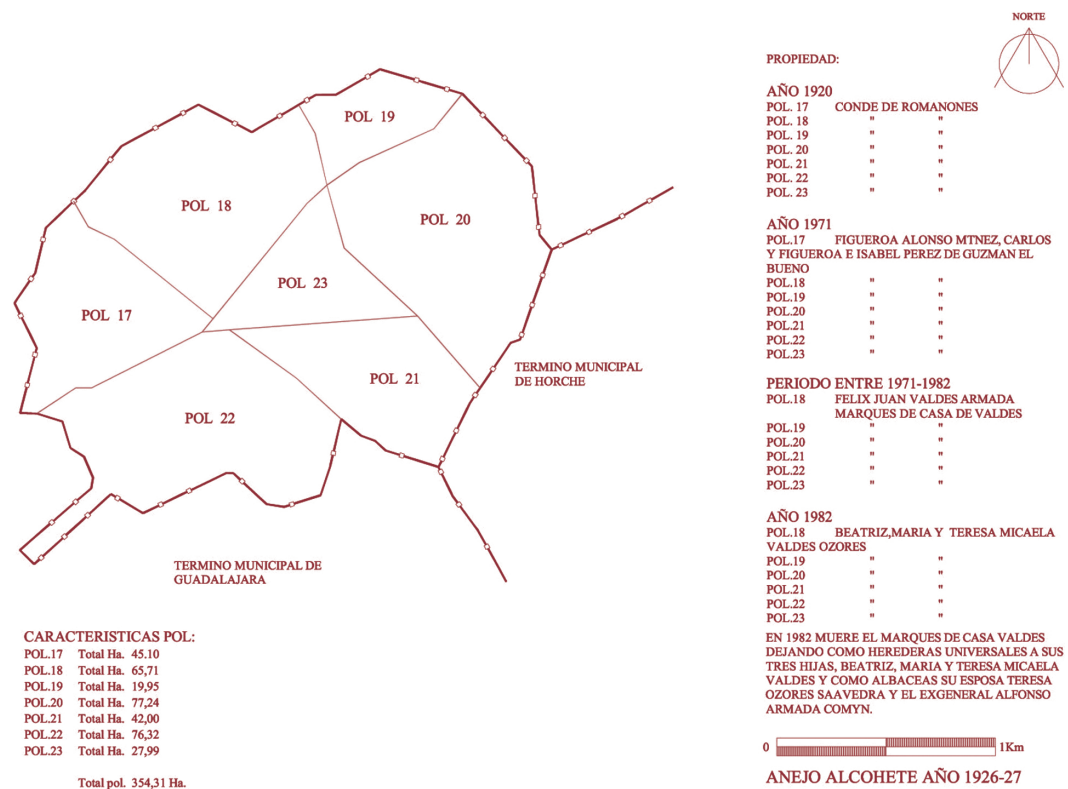 NORTE
PROPIEDAD:
AÑO 1920
POL. 17 CONDE DE ROMANONES
POL. 18 " "
POL. 19 " "
POL. 20 " "
POL. 21 " "
POL. 22 " "
POL. 23 " "
AÑO 1971
POL.17 FIGUEROA ALONSO MTNEZ, CARLOS
Y FIGUEROA E ISABEL PEREZ DE GUZMAN EL
BUENO
POL.18 " "
POL.19 " "
POL.20 " "
POL.21 " "
POL.22 " "
POL.23 " "
PERIODO ENTRE 1971-1982
POL.18 FELIX JUAN VALDES ARMADA
MARQUES DE CASA DE VALDES
POL.19 " "
POL.20 " "
POL.21 " "
POL.22 " "
POL.23 " "
AÑO 1982
POL.18 BEATRIZ,MARIA Y TERESA MICAELA
VALDES OZORES
POL.19 " "
POL.20 " "
POL.21 " "
POL.22 " "
POL.23 " "
EN 1982 MUERE EL MARQUES DE CASA VALDES
DEJANDO COMO HEREDERAS UNIVERSALES A SUS
TRES HIJAS, BEATRIZ, MARIA Y TERESA MICAELA
VALDES Y COMO ALBACEAS SU ESPOSA TERESA
OZORES SAAVEDRA Y EL EXGENERAL ALFONSO
ARMADA COMYN.
0 1Km
ANEJO ALCOHETE AÑO 1926-27
POL 19
POL 18
POL 20
POL 23
POL 17
POL 21
POL 22
TERMINO MUNICIPAL
DE HORCHE
TERMINO MUNICIPAL DE
GUADALAJARA
CARACTERISTICAS POL:
POL.17 Total Ha. 45.10
POL.18 Total Ha. 65,71
POL.19 Total Ha. 19,95
POL.20 Total Ha. 77,24
POL.21 Total Ha. 42,00
POL.22 Total Ha. 76,32
POL.23 Total Ha. 27,99
Total pol. 354,31 Ha.